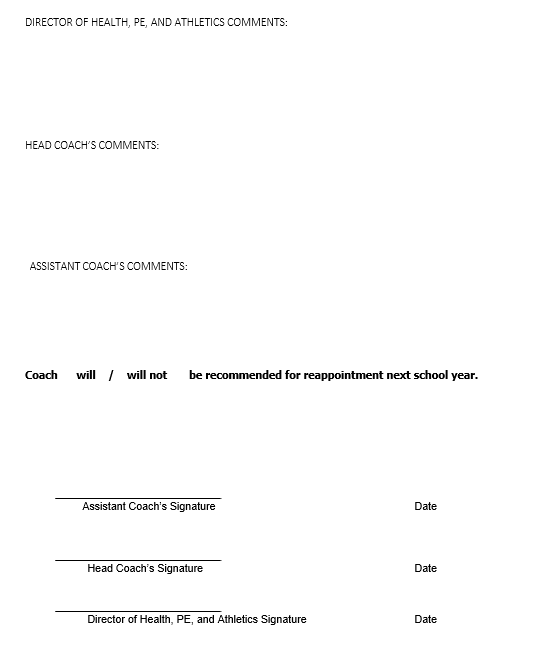 DIRECTOR OF HEALTH, PE, AND ATHLETICS COMMENTS:
HEAD COACH'S COMMENTS:
ASSISTANT COACH'S COMMENTS:
Coach will / will not be recommended for reappointment next school year.
Assistant Coach's Signature Date
Head Coach's Signature Date
Director of Health, PE, and Athletics Signature Date